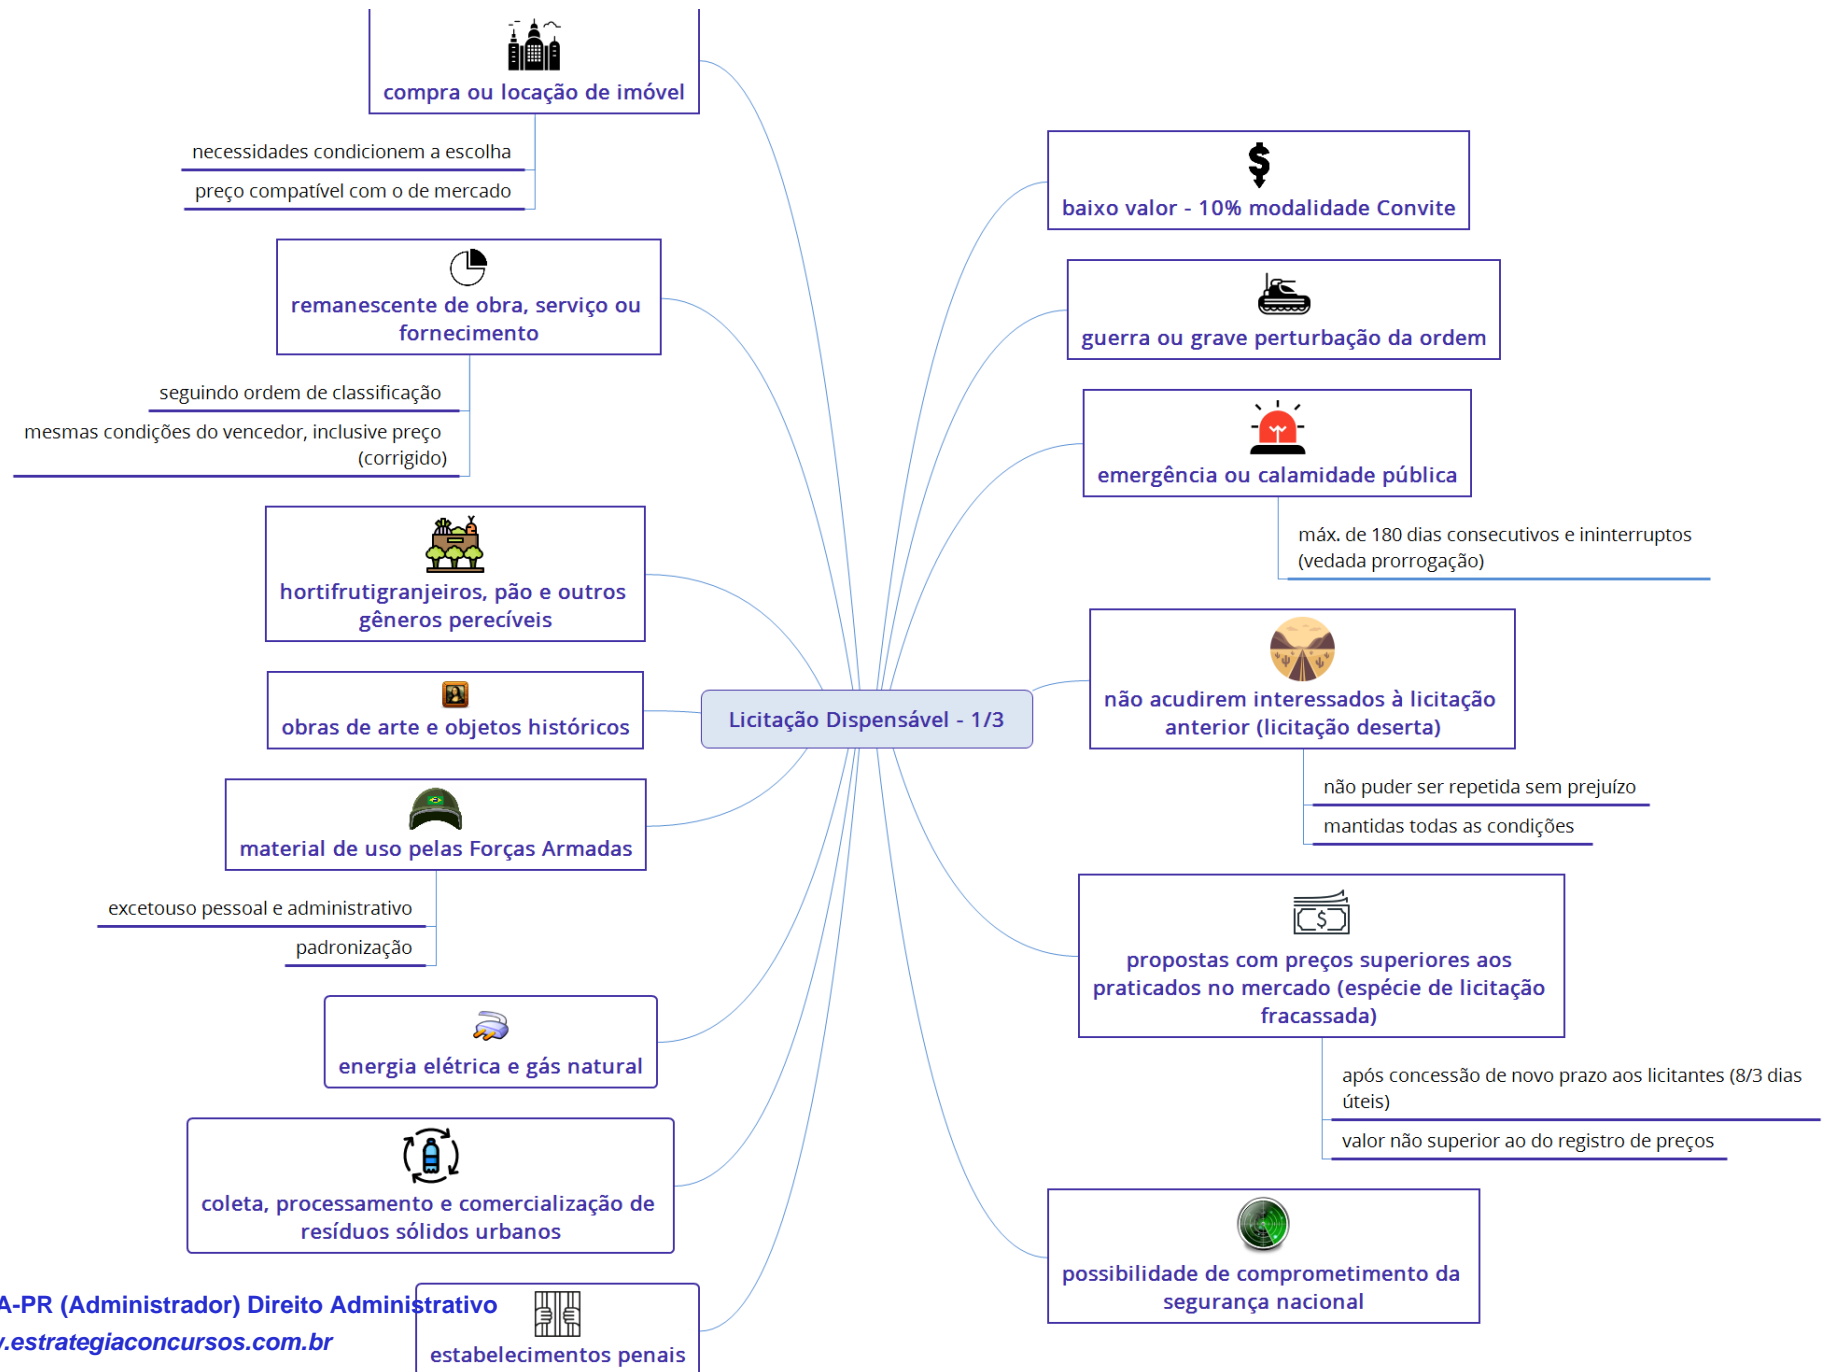 compra ou locação de imóvel
necessidades condicionem a escolha
preço compatível com o de mercado
remanescente de obra, serviço ou
fornecimento
seguindo ordem de classificação
mesmas condições do vencedor, inclusive preço
(corrigido)
hortifrutigranjeiros, pão e outros
gêneros perecíveis
obras de arte e objetos históricos
material de uso pelas Forças Armadas
excetouso pessoal e administrativo
padronização
energia elétrica e gás natural
coleta, processamento e comercialização de
resíduos sólidos urbanos
estabelecimentos penais
Licitação Dispensável - 1/3
baixo valor - 10% modalidade Convite
guerra ou grave perturbação da ordem
emergência ou calamidade pública
máx. de 180 dias consecutivos e ininterruptos
(vedada prorrogação)
não acudirem interessados à licitação
anterior (licitação deserta)
não puder ser repetida sem prejuízo
mantidas todas as condições
propostas com preços superiores aos
praticados no mercado (espécie de licitação
fracassada)
após concessão de novo prazo aos licitantes (8/3 dias
úteis)
valor não superior ao do registro de preços
possibilidade de comprometimento da
segurança nacional
A-PR (Administrador) Direito Administrativo
.estrategiaconcursos.com.br